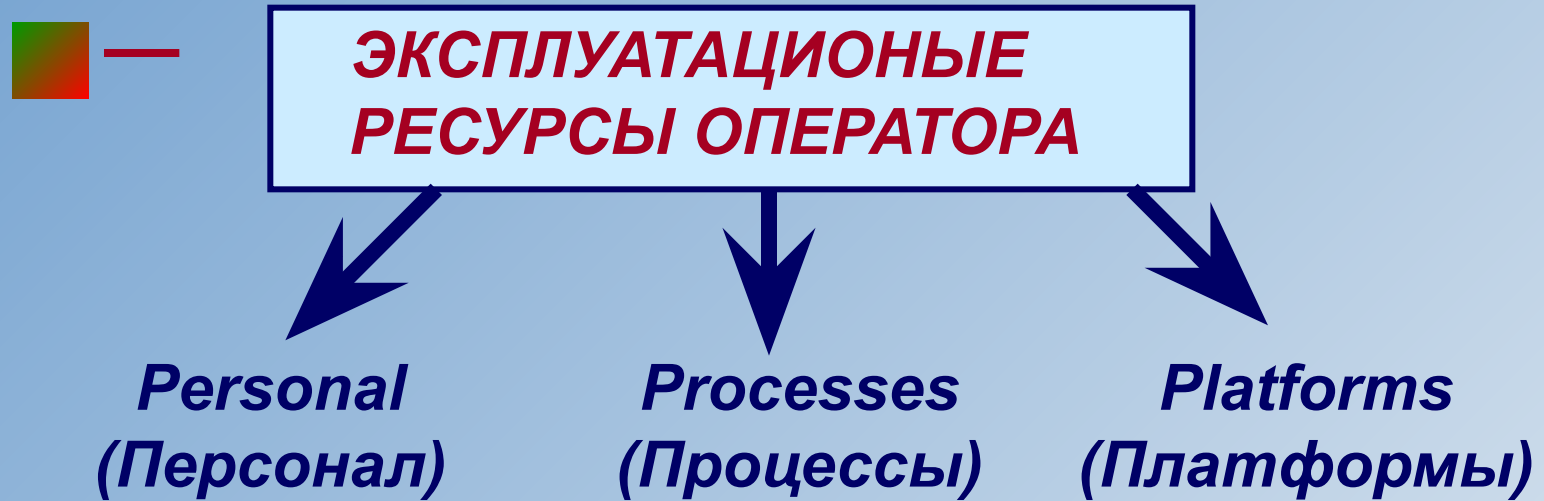 ЭКСПЛУАТАЦИОНЫЕ
РЕСУРСЫ ОПЕРАТОРА
Personal Processes Platforms
(Персонал) (Процессы) (Платформы)